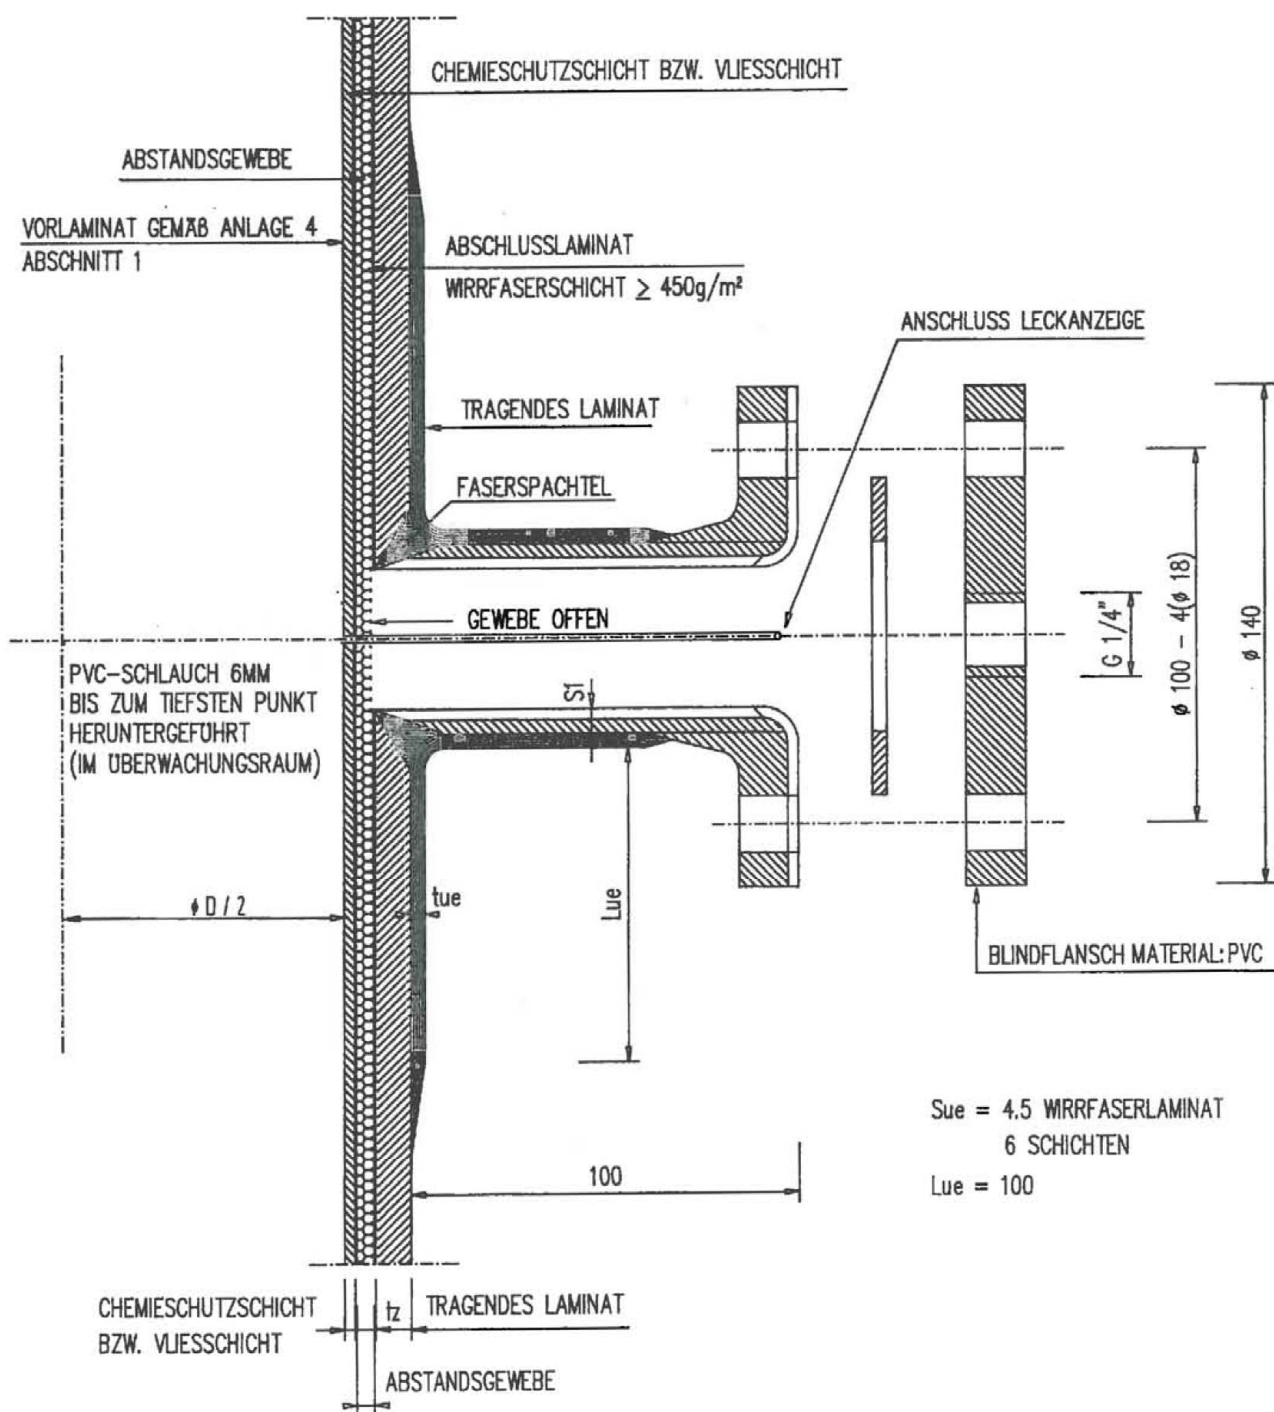 CHEMIESCHUTZSCHICHT BZW. VLIESSCHICHT
ABSTANDSGEWEBE
VORLAMINAT GEMÄß ANLAGE 4
ABSCHNITT 1
ABSCHLUSSLAMINAT
WIRRFASERSCHICHT ≥ 450g/m²
ANSCHLUSS LECKANZEIGE
TRAGENDES LAMINAT
FASERSPACHTEL
GEWEBE OFFEN
PVC-SCHLAUCH 6MM
BIS ZUM TIEFSTEN PUNKT
HERUNTERGEFÜHRT
(IM ÜBERWACHUNGSRAUM)
S1
G 1/4"
ø 100 - 4(ø 18)
ø 140
tue
Lue
ø D / 2
BLINDFLANSCH MATERIAL: PVC
Sue = 4.5 WIRRFASERLAMINAT
6 SCHICHTEN
Lue = 100
100
CHEMIESCHUTZSCHICHT
BZW. VLIESSCHICHT
tz
TRAGENDES LAMINAT
ABSTANDSGEWEBE